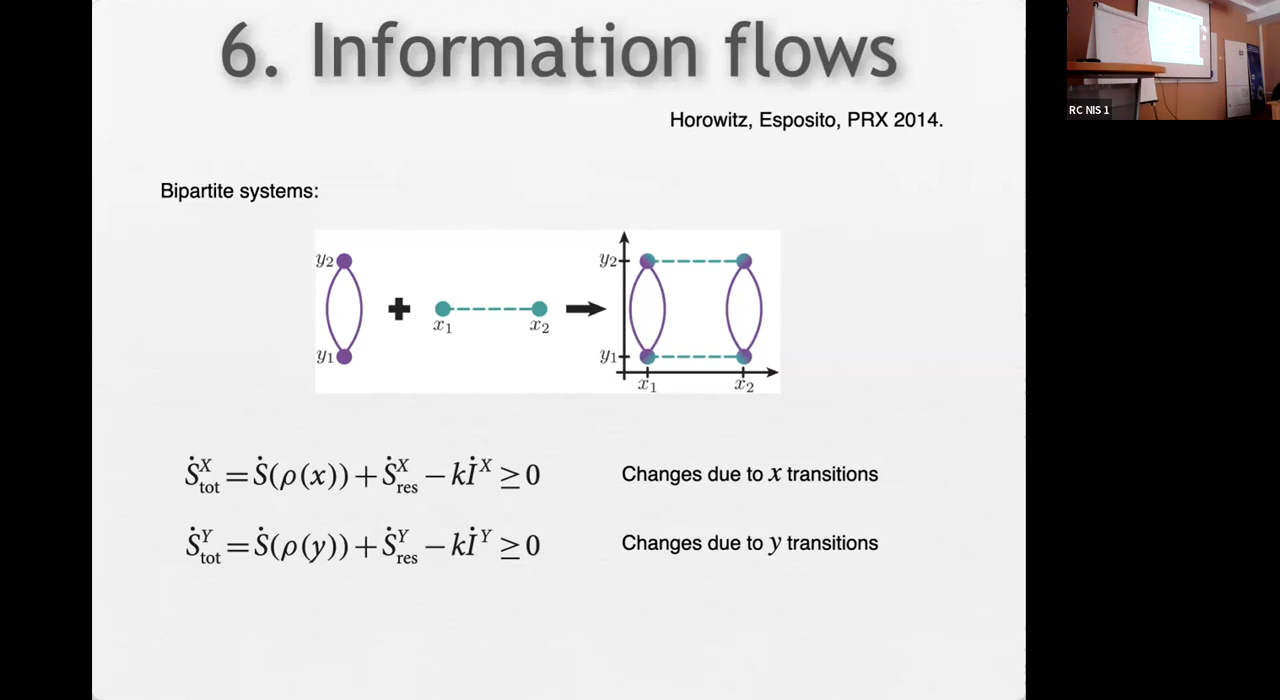 6. Information flows
Horowitz, Esposito, PRX 2014.
Bipartite systems:
y₂
y₁
x₁
x₂
y₂
y₁
x₁
x₂
Ṡ^X_tot = Ṡ(ρ(x)) + Ṡ^X_res − kİ^X ≥ 0
Changes due to x transitions
Ṡ^Y_tot = Ṡ(ρ(y)) + Ṡ^Y_res − kİ^Y ≥ 0
Changes due to y transitions
RC NIS 1